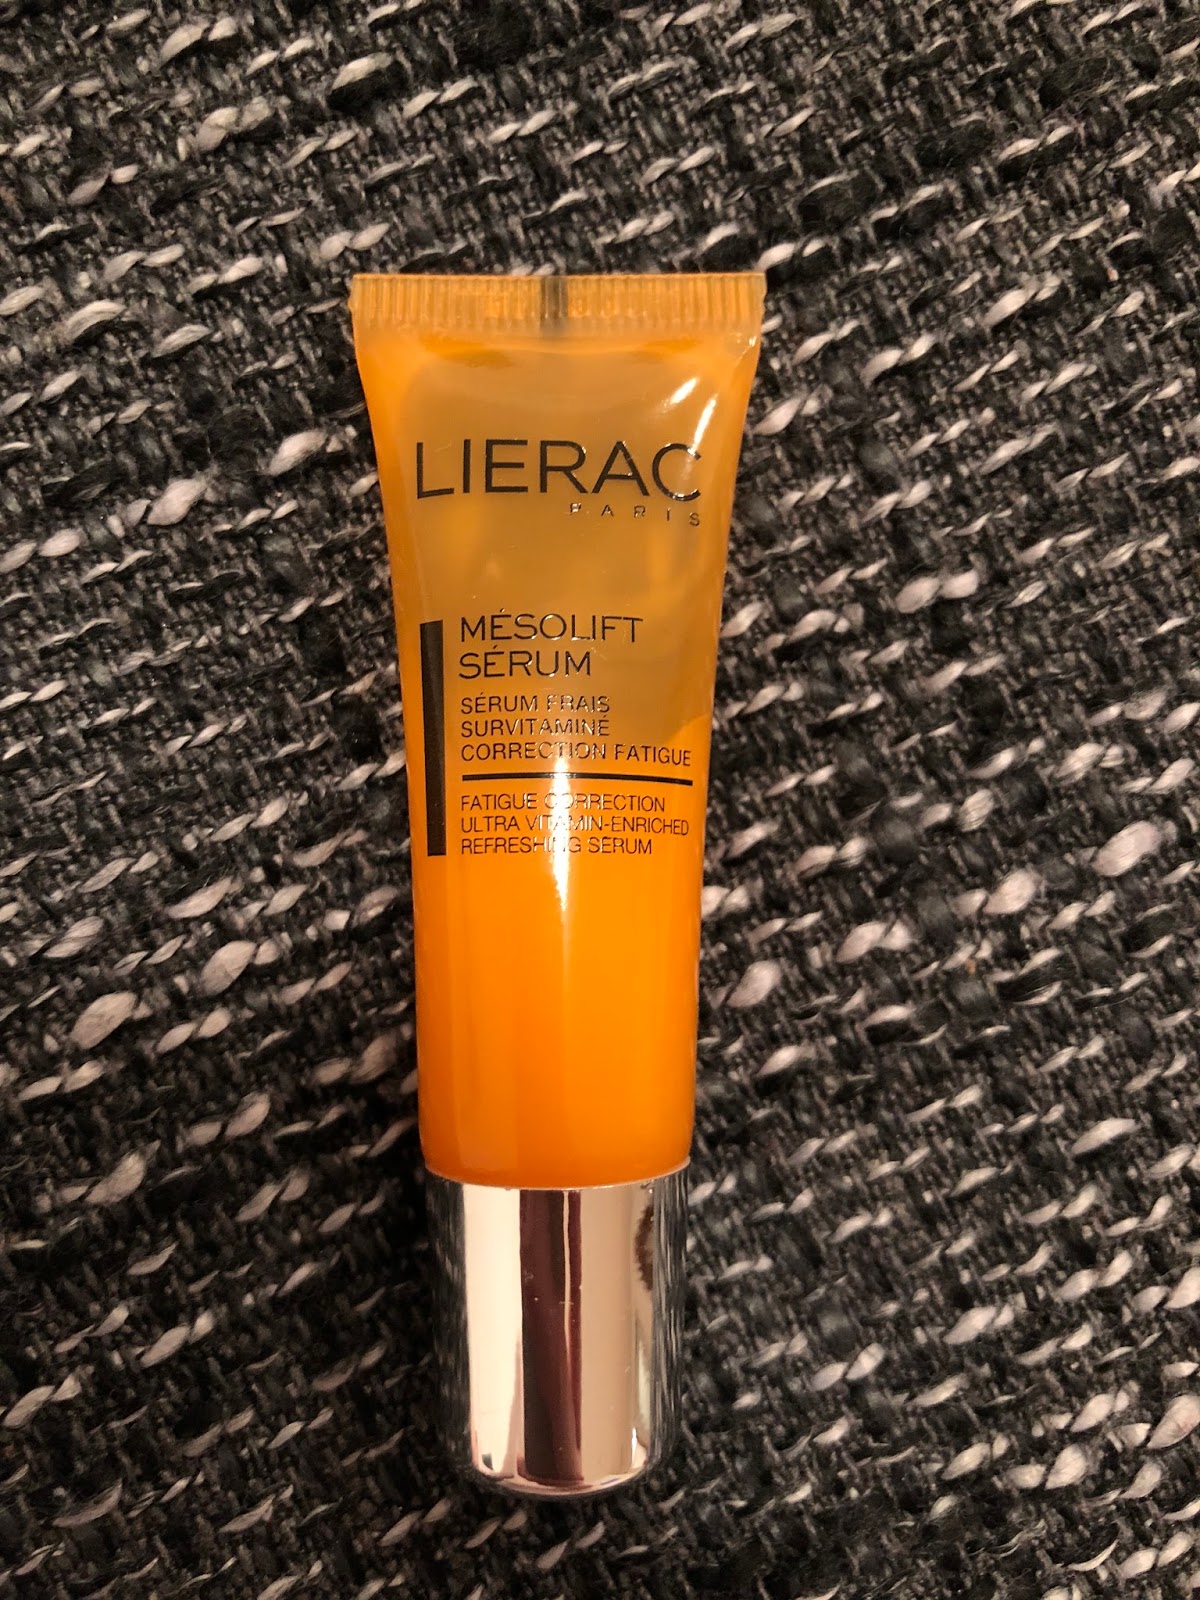 LIERAC
PARIS
MÉSOLIFT
SÉRUM
SÉRUM FRAIS
SURVITAMINÉ
CORRECTION FATIGUE
FATIGUE CORRECTION
ULTRA VITAMIN-ENRICHED
REFRESHING SERUM